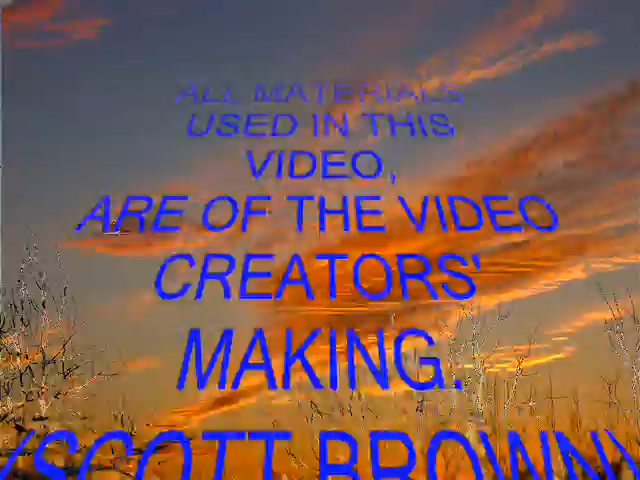 ALL MATERIALS
USED IN THIS
VIDEO,
ARE OF THE VIDEO
CREATORS'
MAKING.
(SCOTT BROWN)